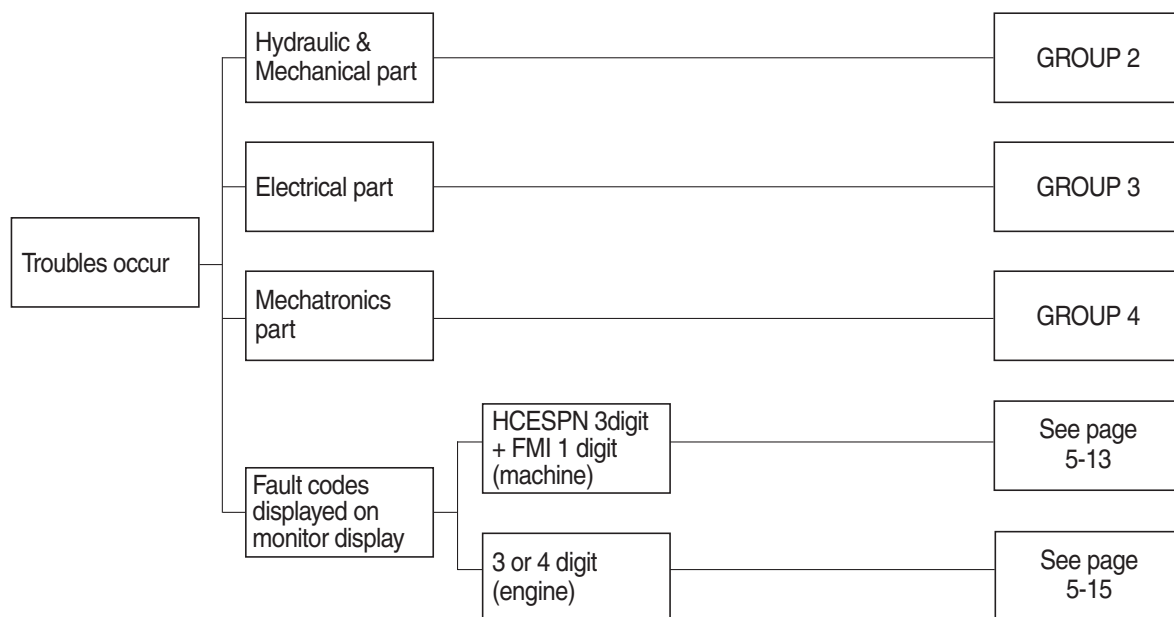 Hydraulic &
Mechanical part
GROUP 2
Electrical part
GROUP 3
Troubles occur
Mechatronics
part
GROUP 4
HCESPN 3digit
+ FMI 1 digit
(machine)
See page
5-13
Fault codes
displayed on
monitor display
3 or 4 digit
(engine)
See page
5-15